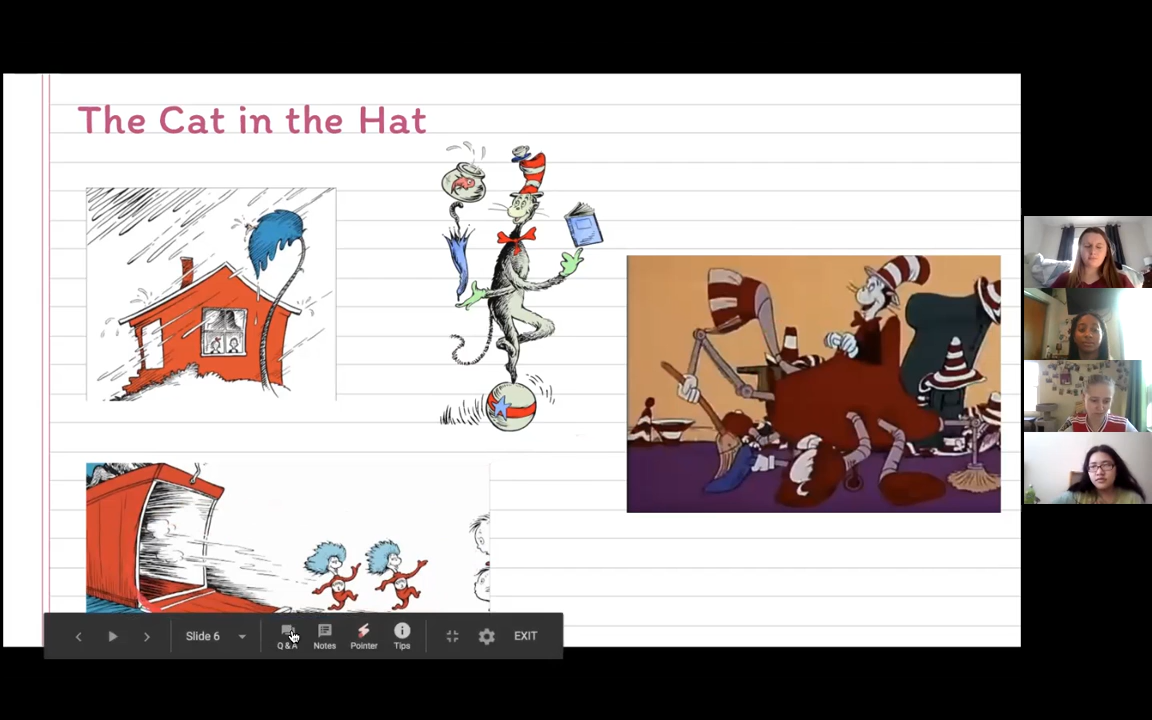 The Cat in the Hat
Slide 6
Q & A
Notes
Pointer
Tips
EXIT